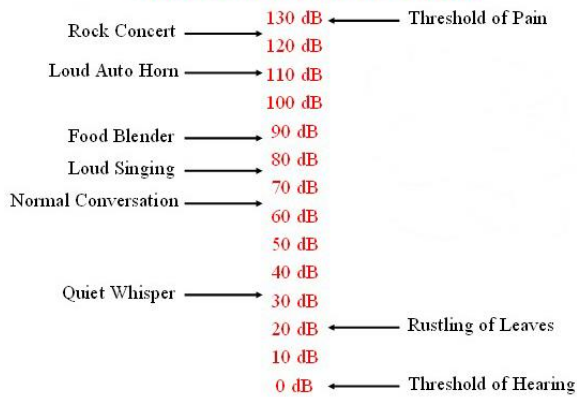 130 dB Threshold of Pain
Rock Concert
120 dB
Loud Auto Horn 110 dB
100 dB
Food Blender 90 dB
80 dB
Loud Singing
70 dB
Normal Conversation
60 dB
50 dB
40 dB
Quiet Whisper
30 dB
20 dB Rustling of Leaves
10 dB
0 dB Threshold of Hearing